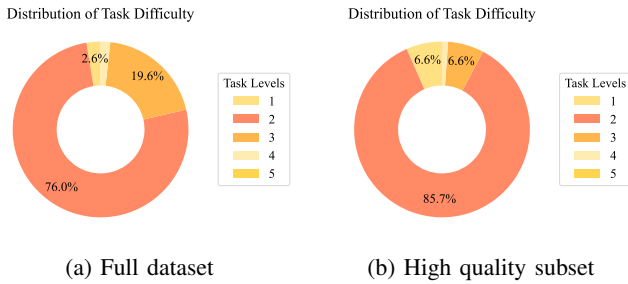 Distribution of Task Difficulty
2.6%
19.6%
76.0%
Task Levels
1
2
3
4
5
(a) Full dataset
Distribution of Task Difficulty
6.6%
6.6%
85.7%
Task Levels
1
2
3
4
5
(b) High quality subset